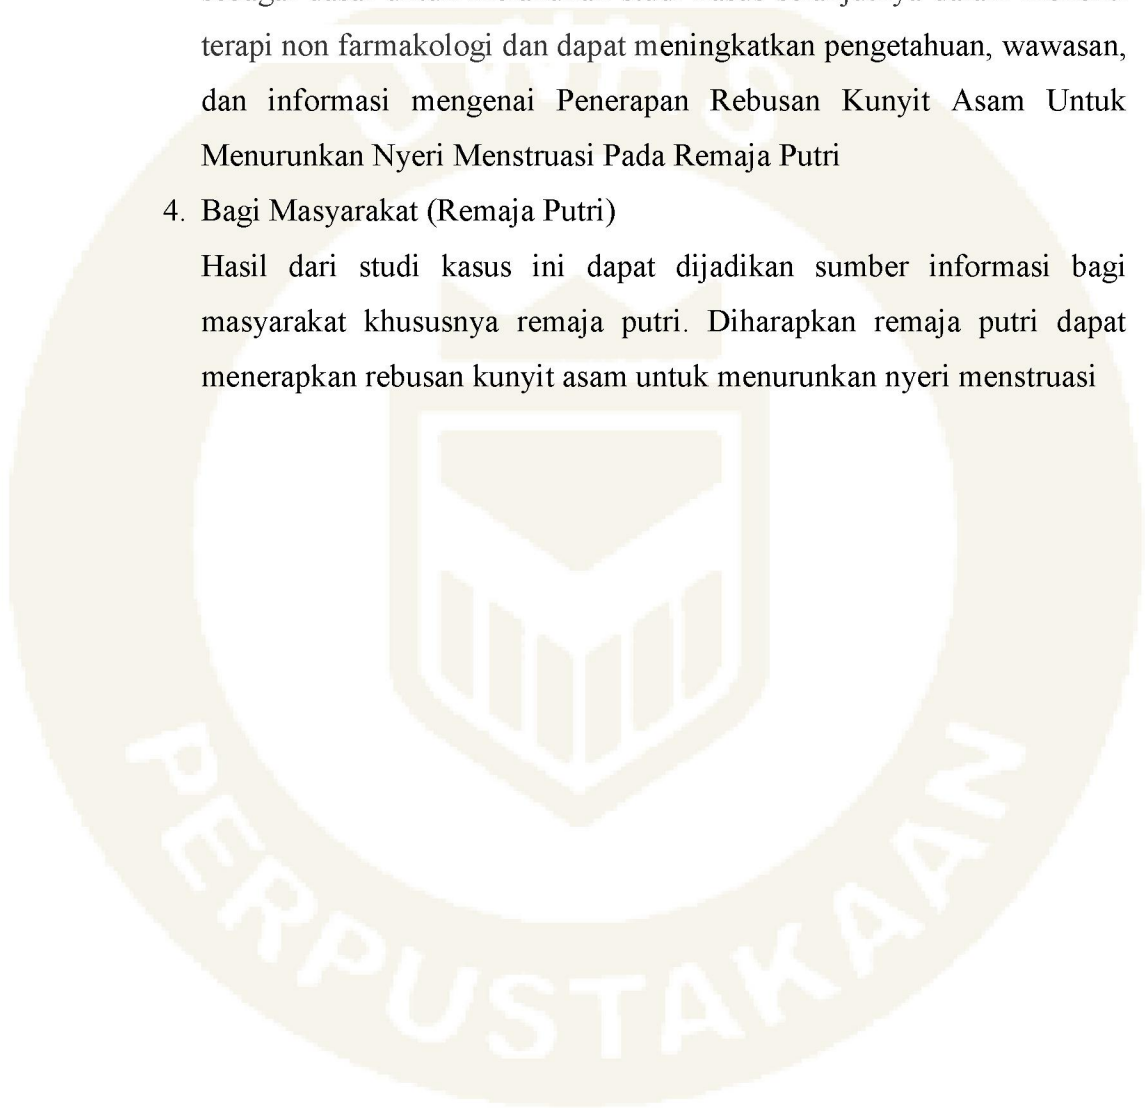 terapi non farmakologi dan dapat meningkatkan pengetahuan, wawasan,
dan informasi mengenai Penerapan Rebusan Kunyit Asam Untuk
Menurunkan Nyeri Menstruasi Pada Remaja Putri
4. Bagi Masyarakat (Remaja Putri)
Hasil dari studi kasus ini dapat dijadikan sumber informasi bagi
masyarakat khususnya remaja putri. Diharapkan remaja putri dapat
menerapkan rebusan kunyit asam untuk menurunkan nyeri menstruasi
UWHS
PERPUSTAKAAN